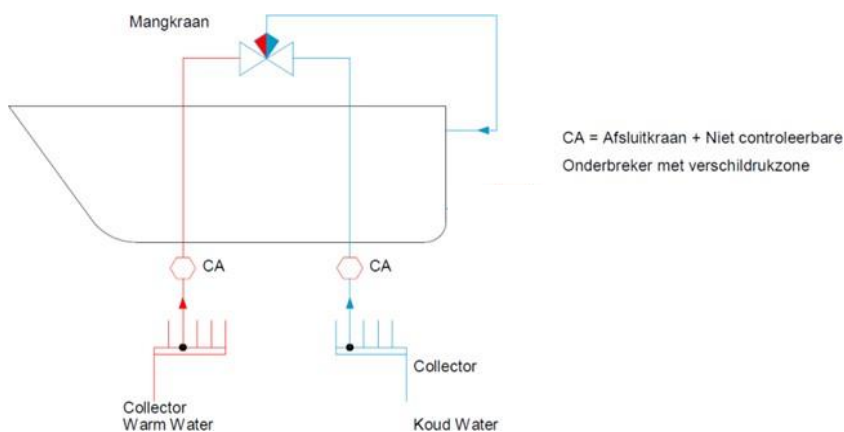 Mangkraan
CA = Afsluitkraan + Niet controleerbare
Onderbreker met verschildrukzone
CA
CA
Collector
Collector
Warm Water
Koud Water